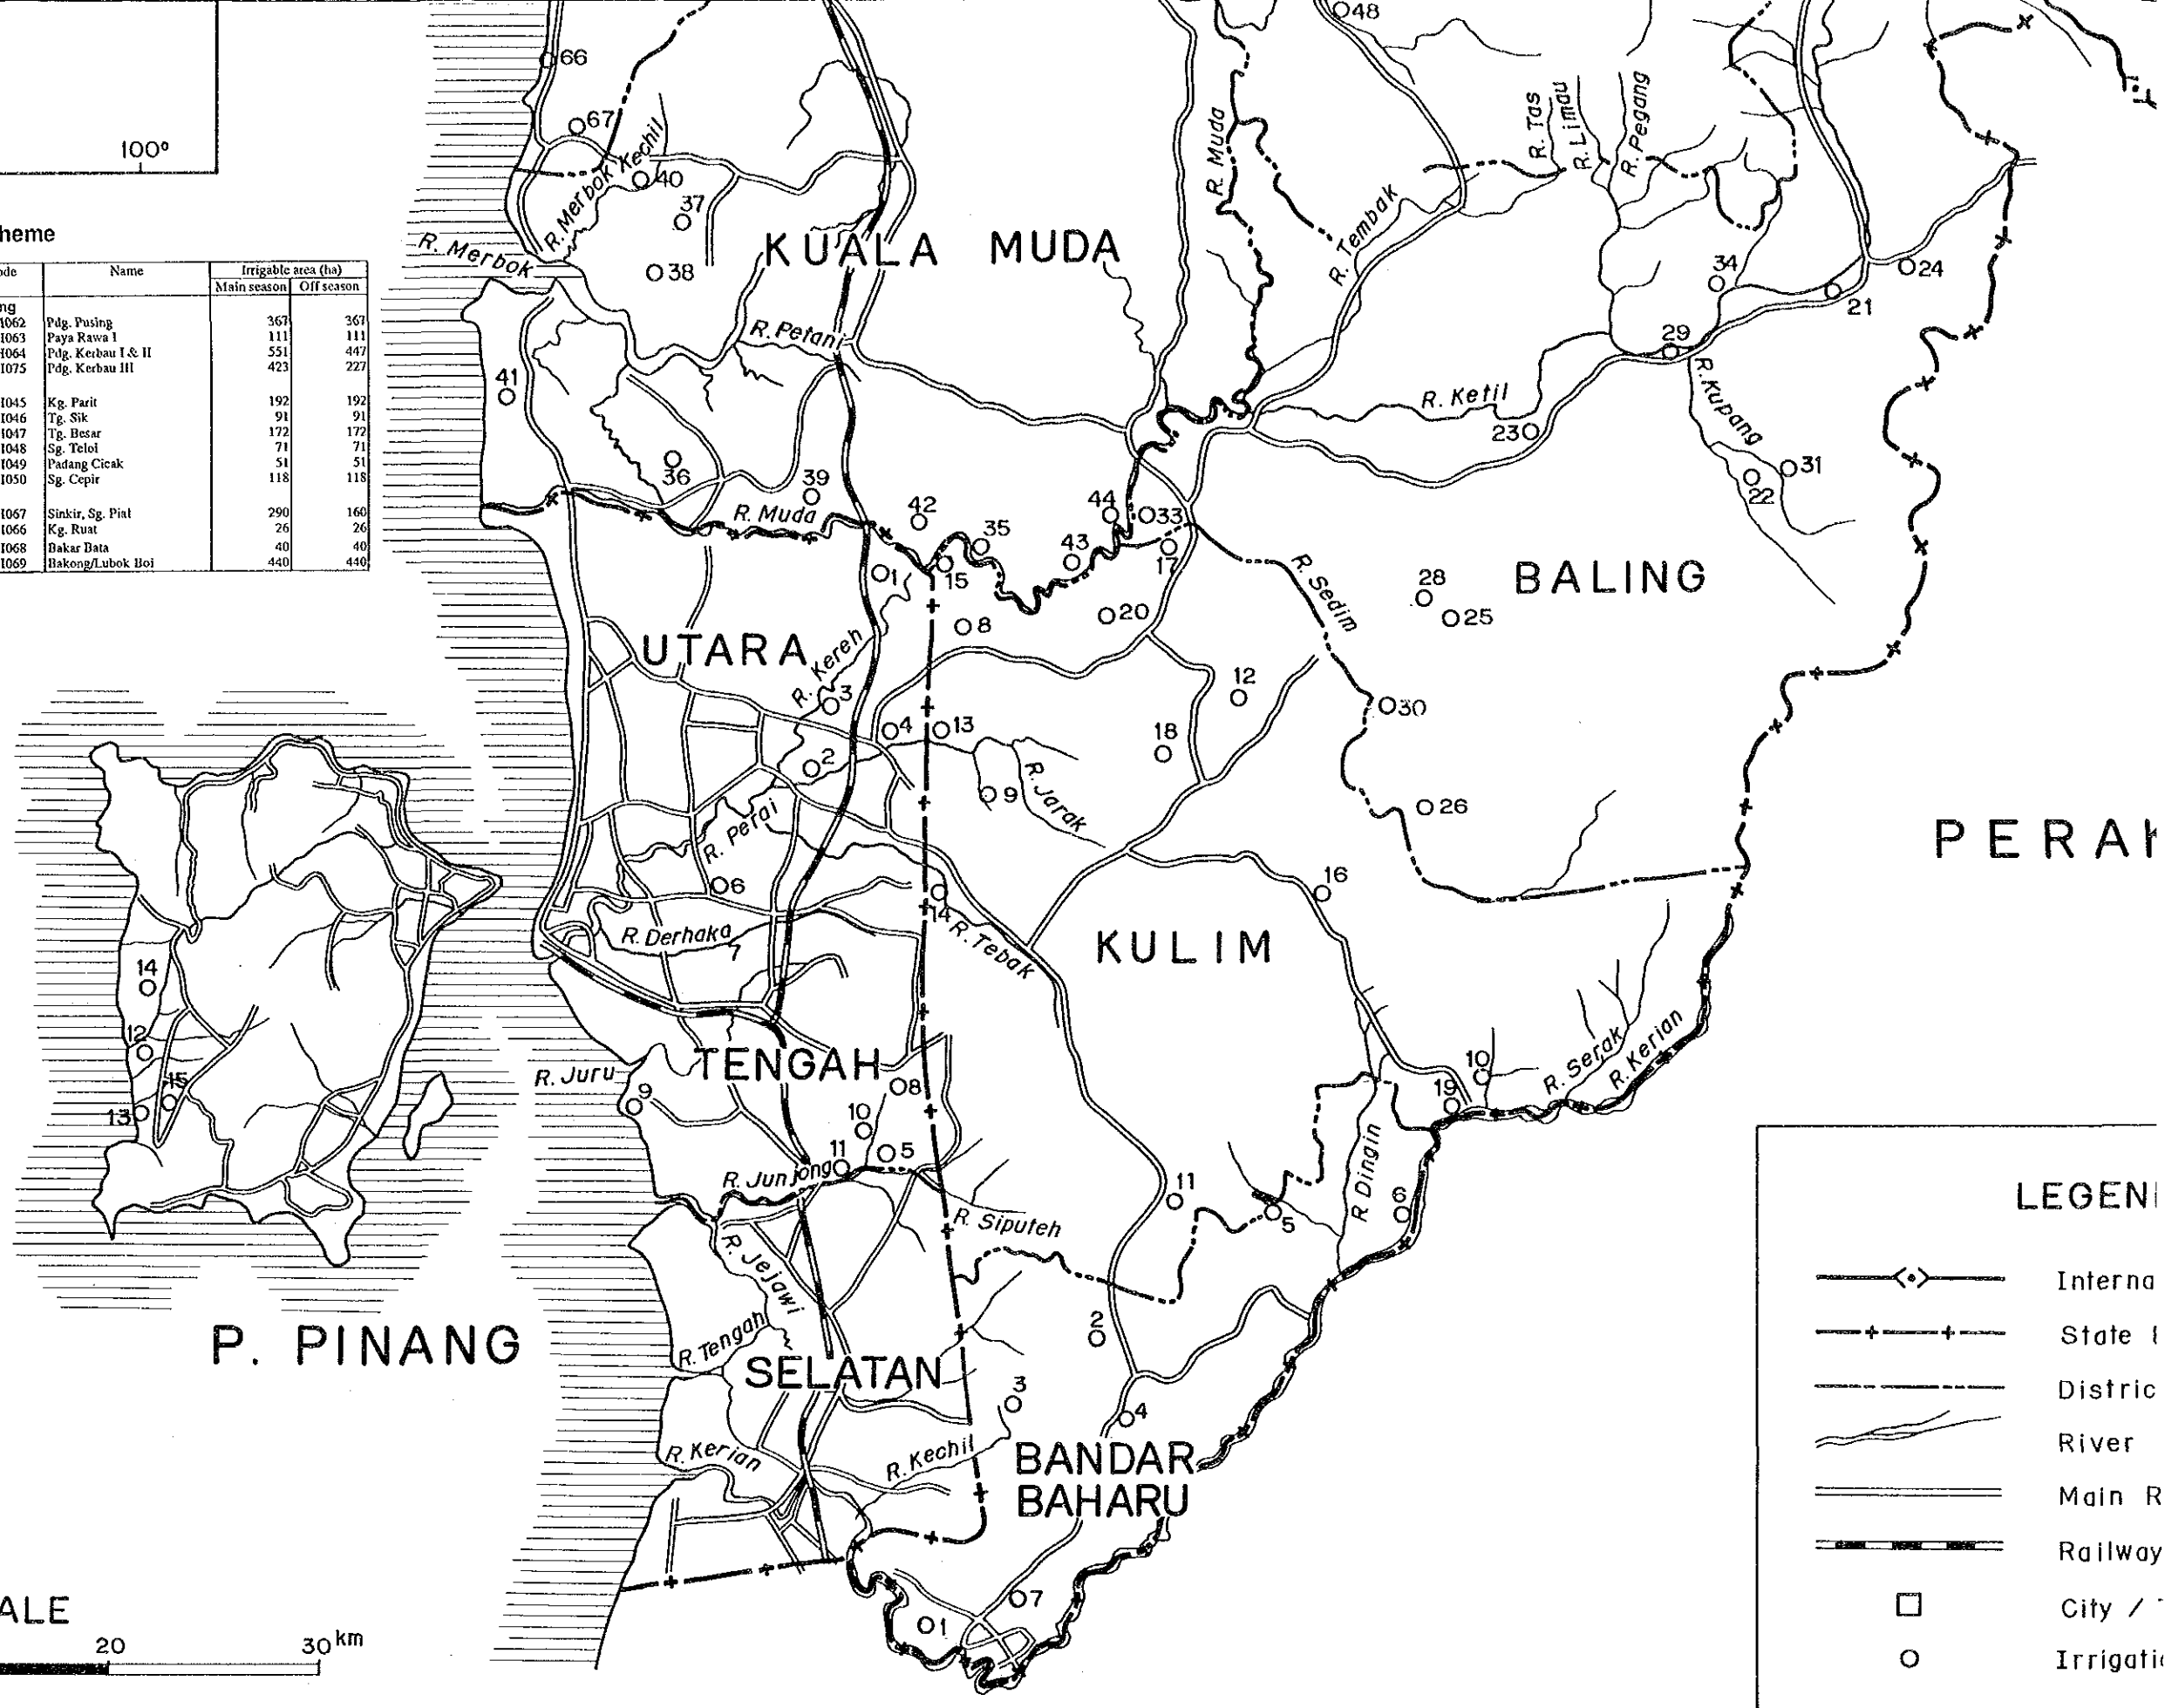 100°
heme
ode Name Irrigable area (ha)
Main season Off season
ng
1062 Pdg. Pusing 367 367
1063 Paya Rawa I 111 111
1064 Pdg. Kerbau I & II 551 447
1075 Pdg. Kerbau III 423 227
1045 Kg. Parit 192 192
1046 Tg. Sik 91 91
1047 Tg. Besar 172 172
1048 Sg. Teloi 71 71
1049 Padang Cicak 51 51
1050 Sg. Cepir 118 118
1067 Sinkir, Sg. Piat 290 160
1066 Kg. Ruat 26 26
1068 Bakar Bata 40 40
1069 Bakong/Lubok Boi 440 440
48
66
67
R. Merbok Kechil
40
37
38
R. Merbok
KUALA MUDA
R. Muda
R. Tembak
R. Tas
R. Limau
R. Pegang
34
24
21
29
R. Petani
41
R. Ketil
R. Kupang
23
31
22
36
39
R. Muda
42
35
44
33
43
17
15
1
R. Sedim
28
25
BALING
20
8
UTARA
R. Kereh
3
12
30
4
13
18
2
9
R. Jarak
26
R. Perai
PERAK
6
16
14
R. Tebak
R. Derhaka
7
KULIM
14
12
15
13
R. Serak
R. Kerian
TENGAH
R. Juru
9
8
10
19
10
11
5
R. Junjong
R. Dingin
11
5
6
R. Siputeh
R. Jejawi
P. PINANG
R. Tengah
2
SELATAN
3
4
R. Kerian
R. Kechil
BANDAR
BAHARU
7
1
ALE
20 30 km
LEGEN
Interna
State
Distric
River
Main R
Railway
City /
Irrigati